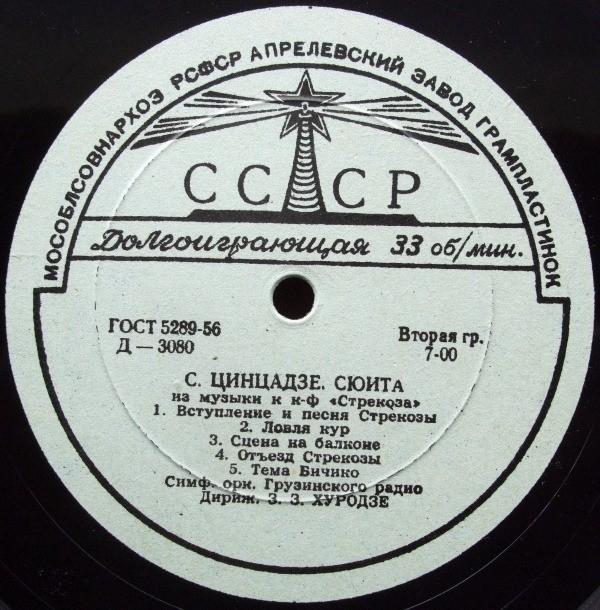 МОСОБЛСОВНАРХОЗ РСФСР АПРЕЛЕВСКИЙ ЗАВОД ГРАМПЛАСТИНОК
СССР
Долгоиграющая 33 об/мин.
ГОСТ 5289-56
Д — 3080
Вторая гр.
7-00
С. ЦИНЦАДЗЕ. СЮИТА
из музыки к к-ф «Стрекоза»
1. Вступление и песня Стрекозы
2. Ловля кур
3. Сцена на балконе
4. Отъезд Стрекозы
5. Тема Бичико
Симф. орк. Грузинского радио
Дириж. З. З. ХУРОДЗЕ